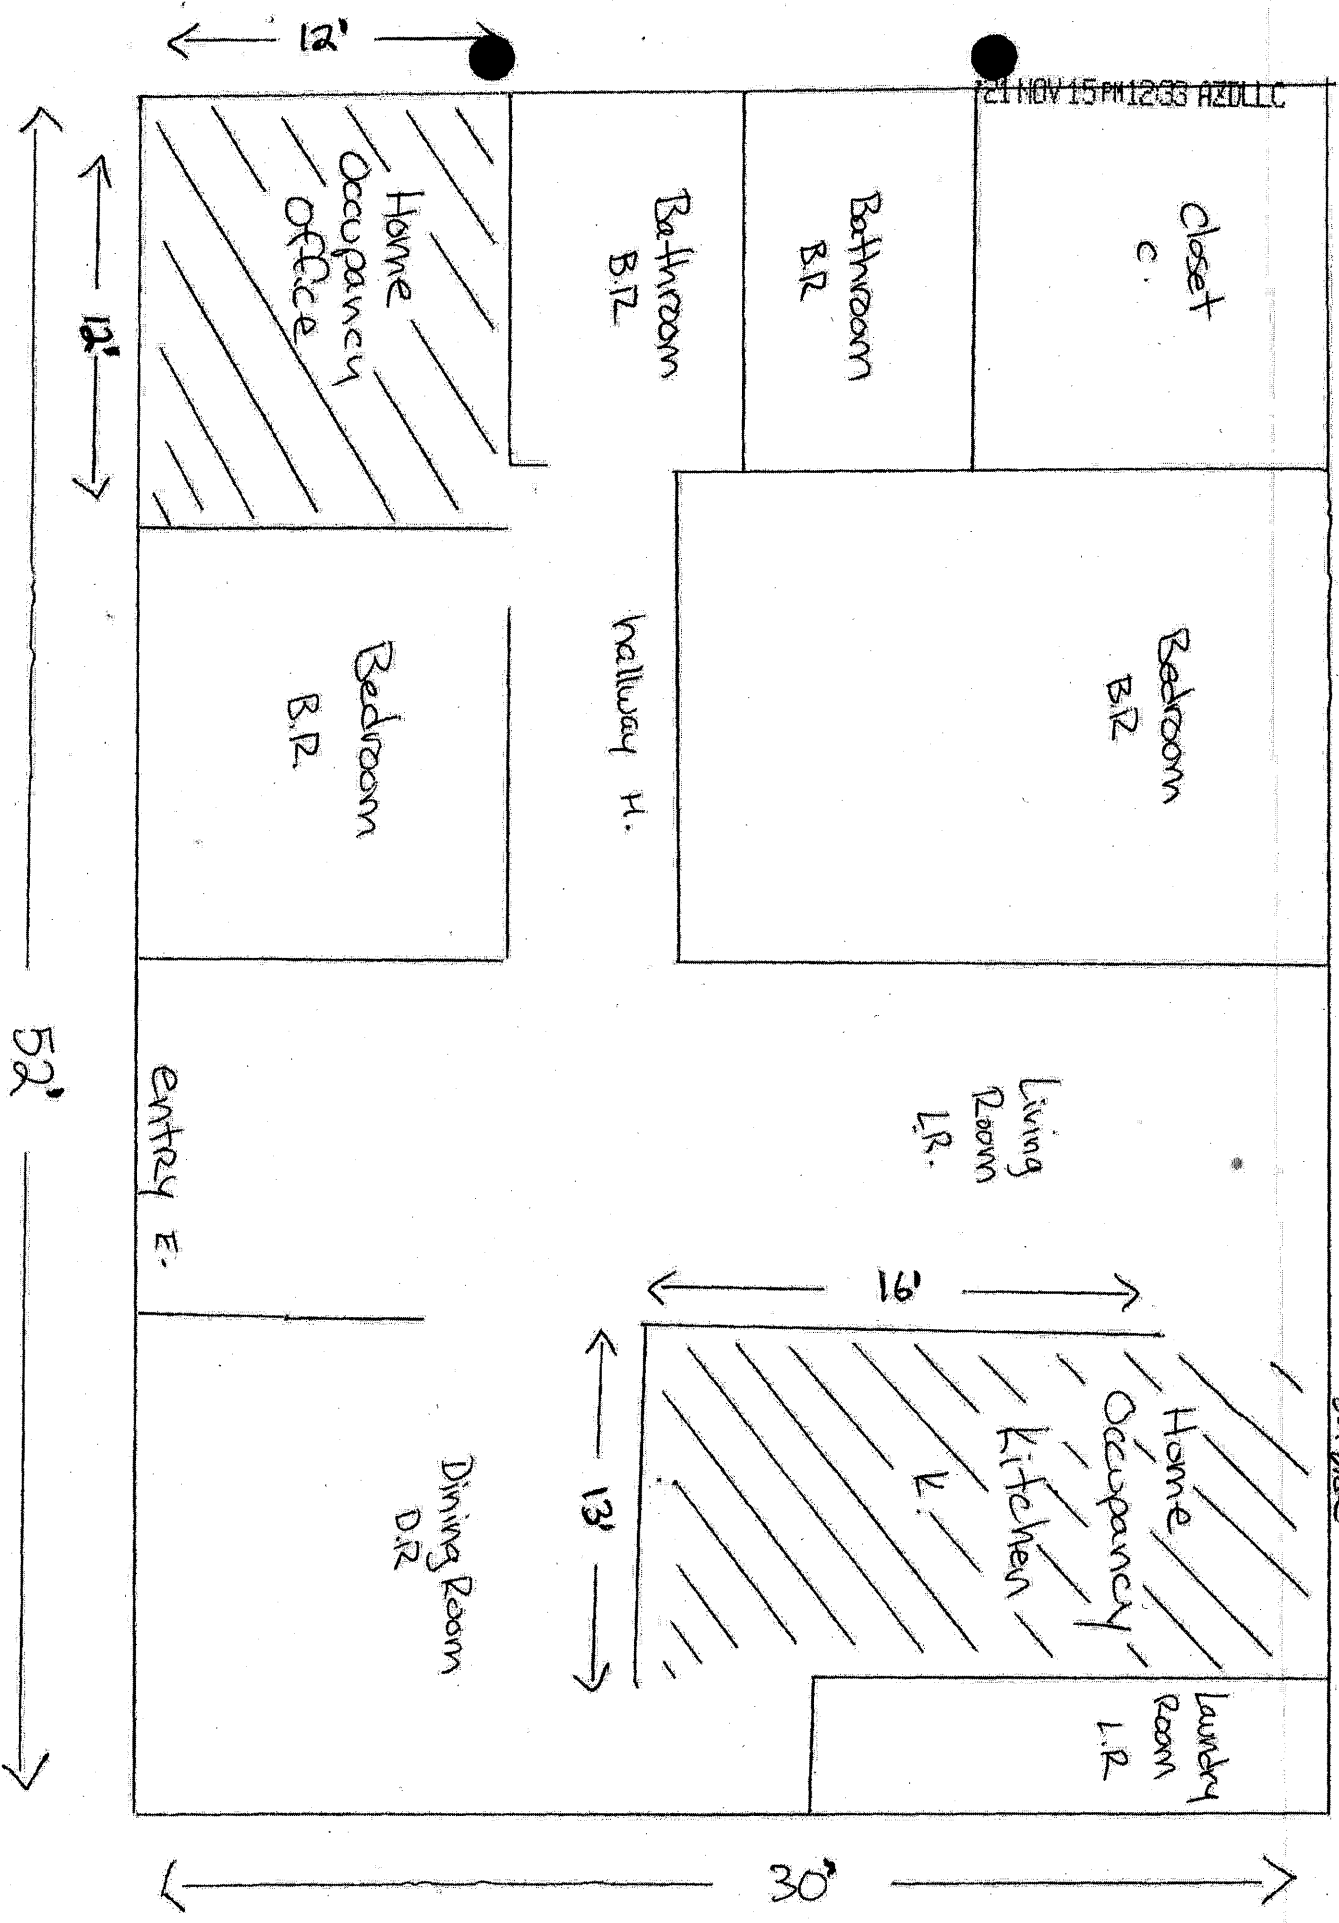 12'
'21 NOV 15 PM 12:33 AZDLLC
12'
Home
Occupancy
Office
Bathroom
B.R.
Bathroom
B.R
Closet
C.
Bedroom
B.R.
hallway H.
Bedroom
B.R
52'
entry E.
Living
Room
L.R.
16'
13'
Home
Occupancy
Kitchen
K.
Dining Room
D.R
Laundry
Room
L.R
30'